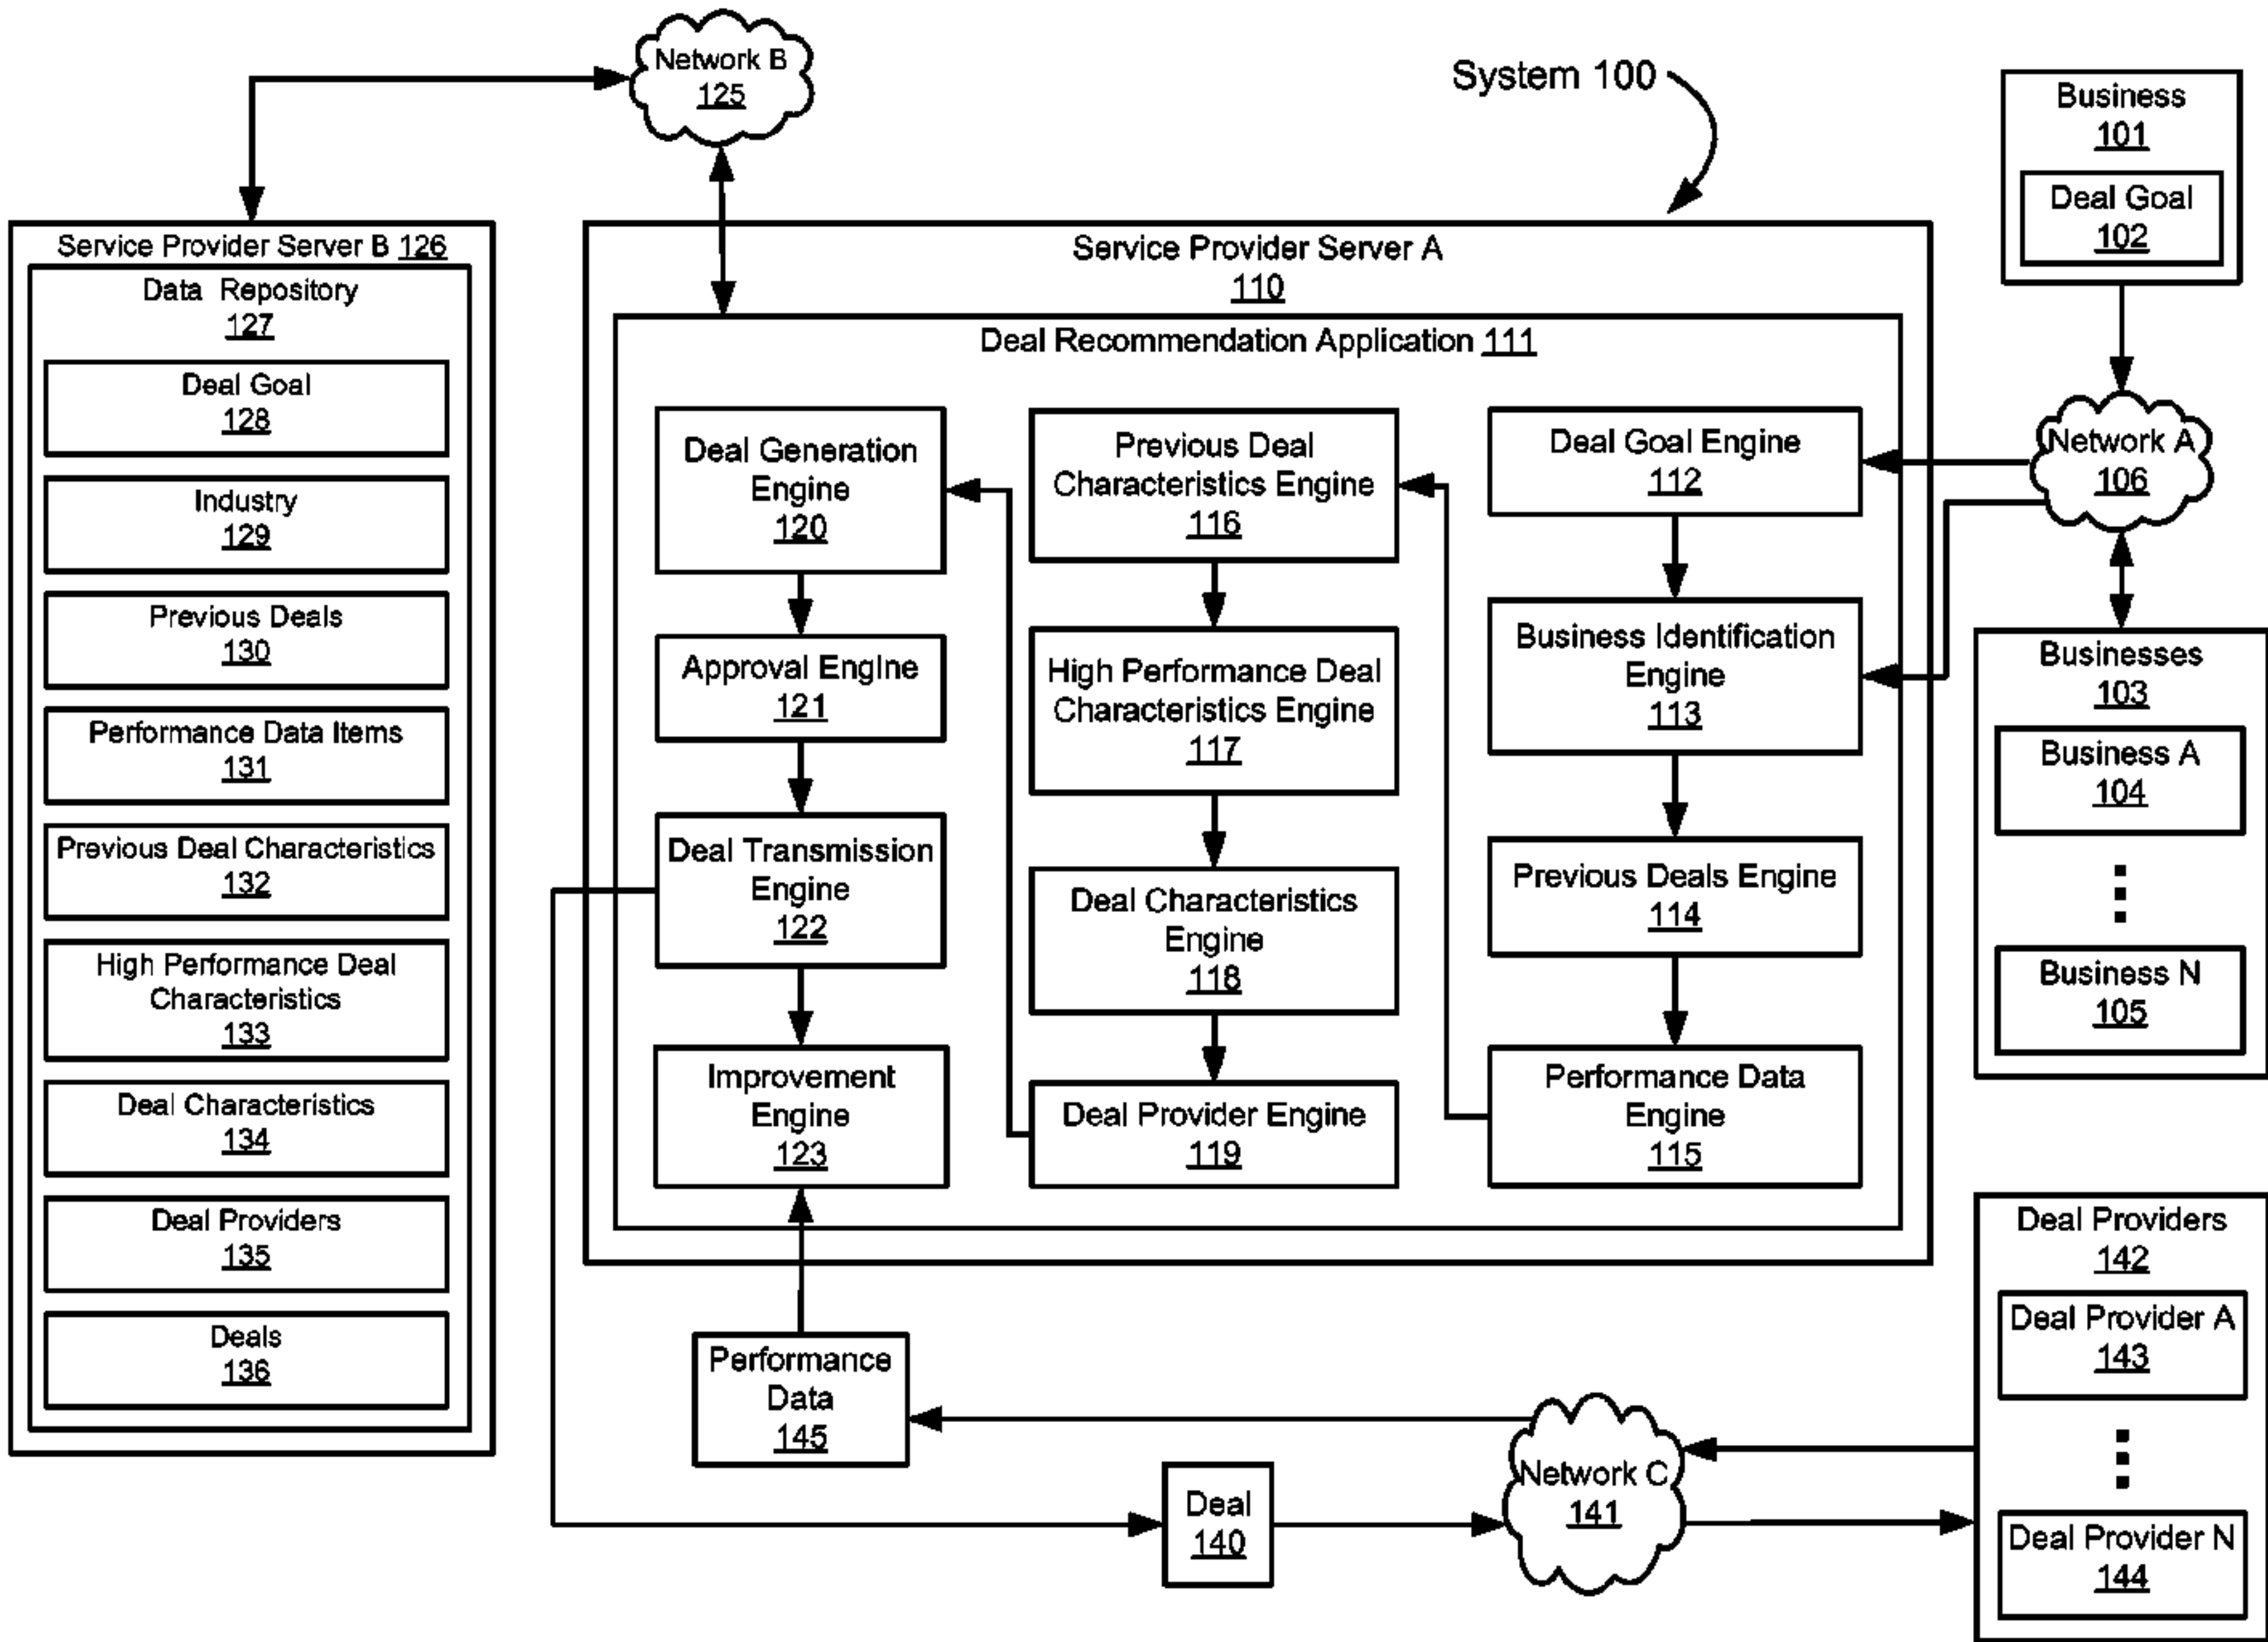 Network B
125
System 100
Business
101
Deal Goal
102
Service Provider Server B 126
Data Repository
127
Deal Goal
128
Industry
129
Previous Deals
130
Performance Data Items
131
Previous Deal Characteristics
132
High Performance Deal
Characteristics
133
Deal Characteristics
134
Deal Providers
135
Deals
136
Service Provider Server A
110
Deal Recommendation Application 111
Deal Generation
Engine
120
Approval Engine
121
Deal Transmission
Engine
122
Improvement
Engine
123
Previous Deal
Characteristics Engine
116
High Performance Deal
Characteristics Engine
117
Deal Characteristics
Engine
118
Deal Provider Engine
119
Deal Goal Engine
112
Business Identification
Engine
113
Previous Deals Engine
114
Performance Data
Engine
115
Network A
106
Businesses
103
Business A
104
Business N
105
Performance
Data
145
Deal
140
Network C
141
Deal Providers
142
Deal Provider A
143
Deal Provider N
144